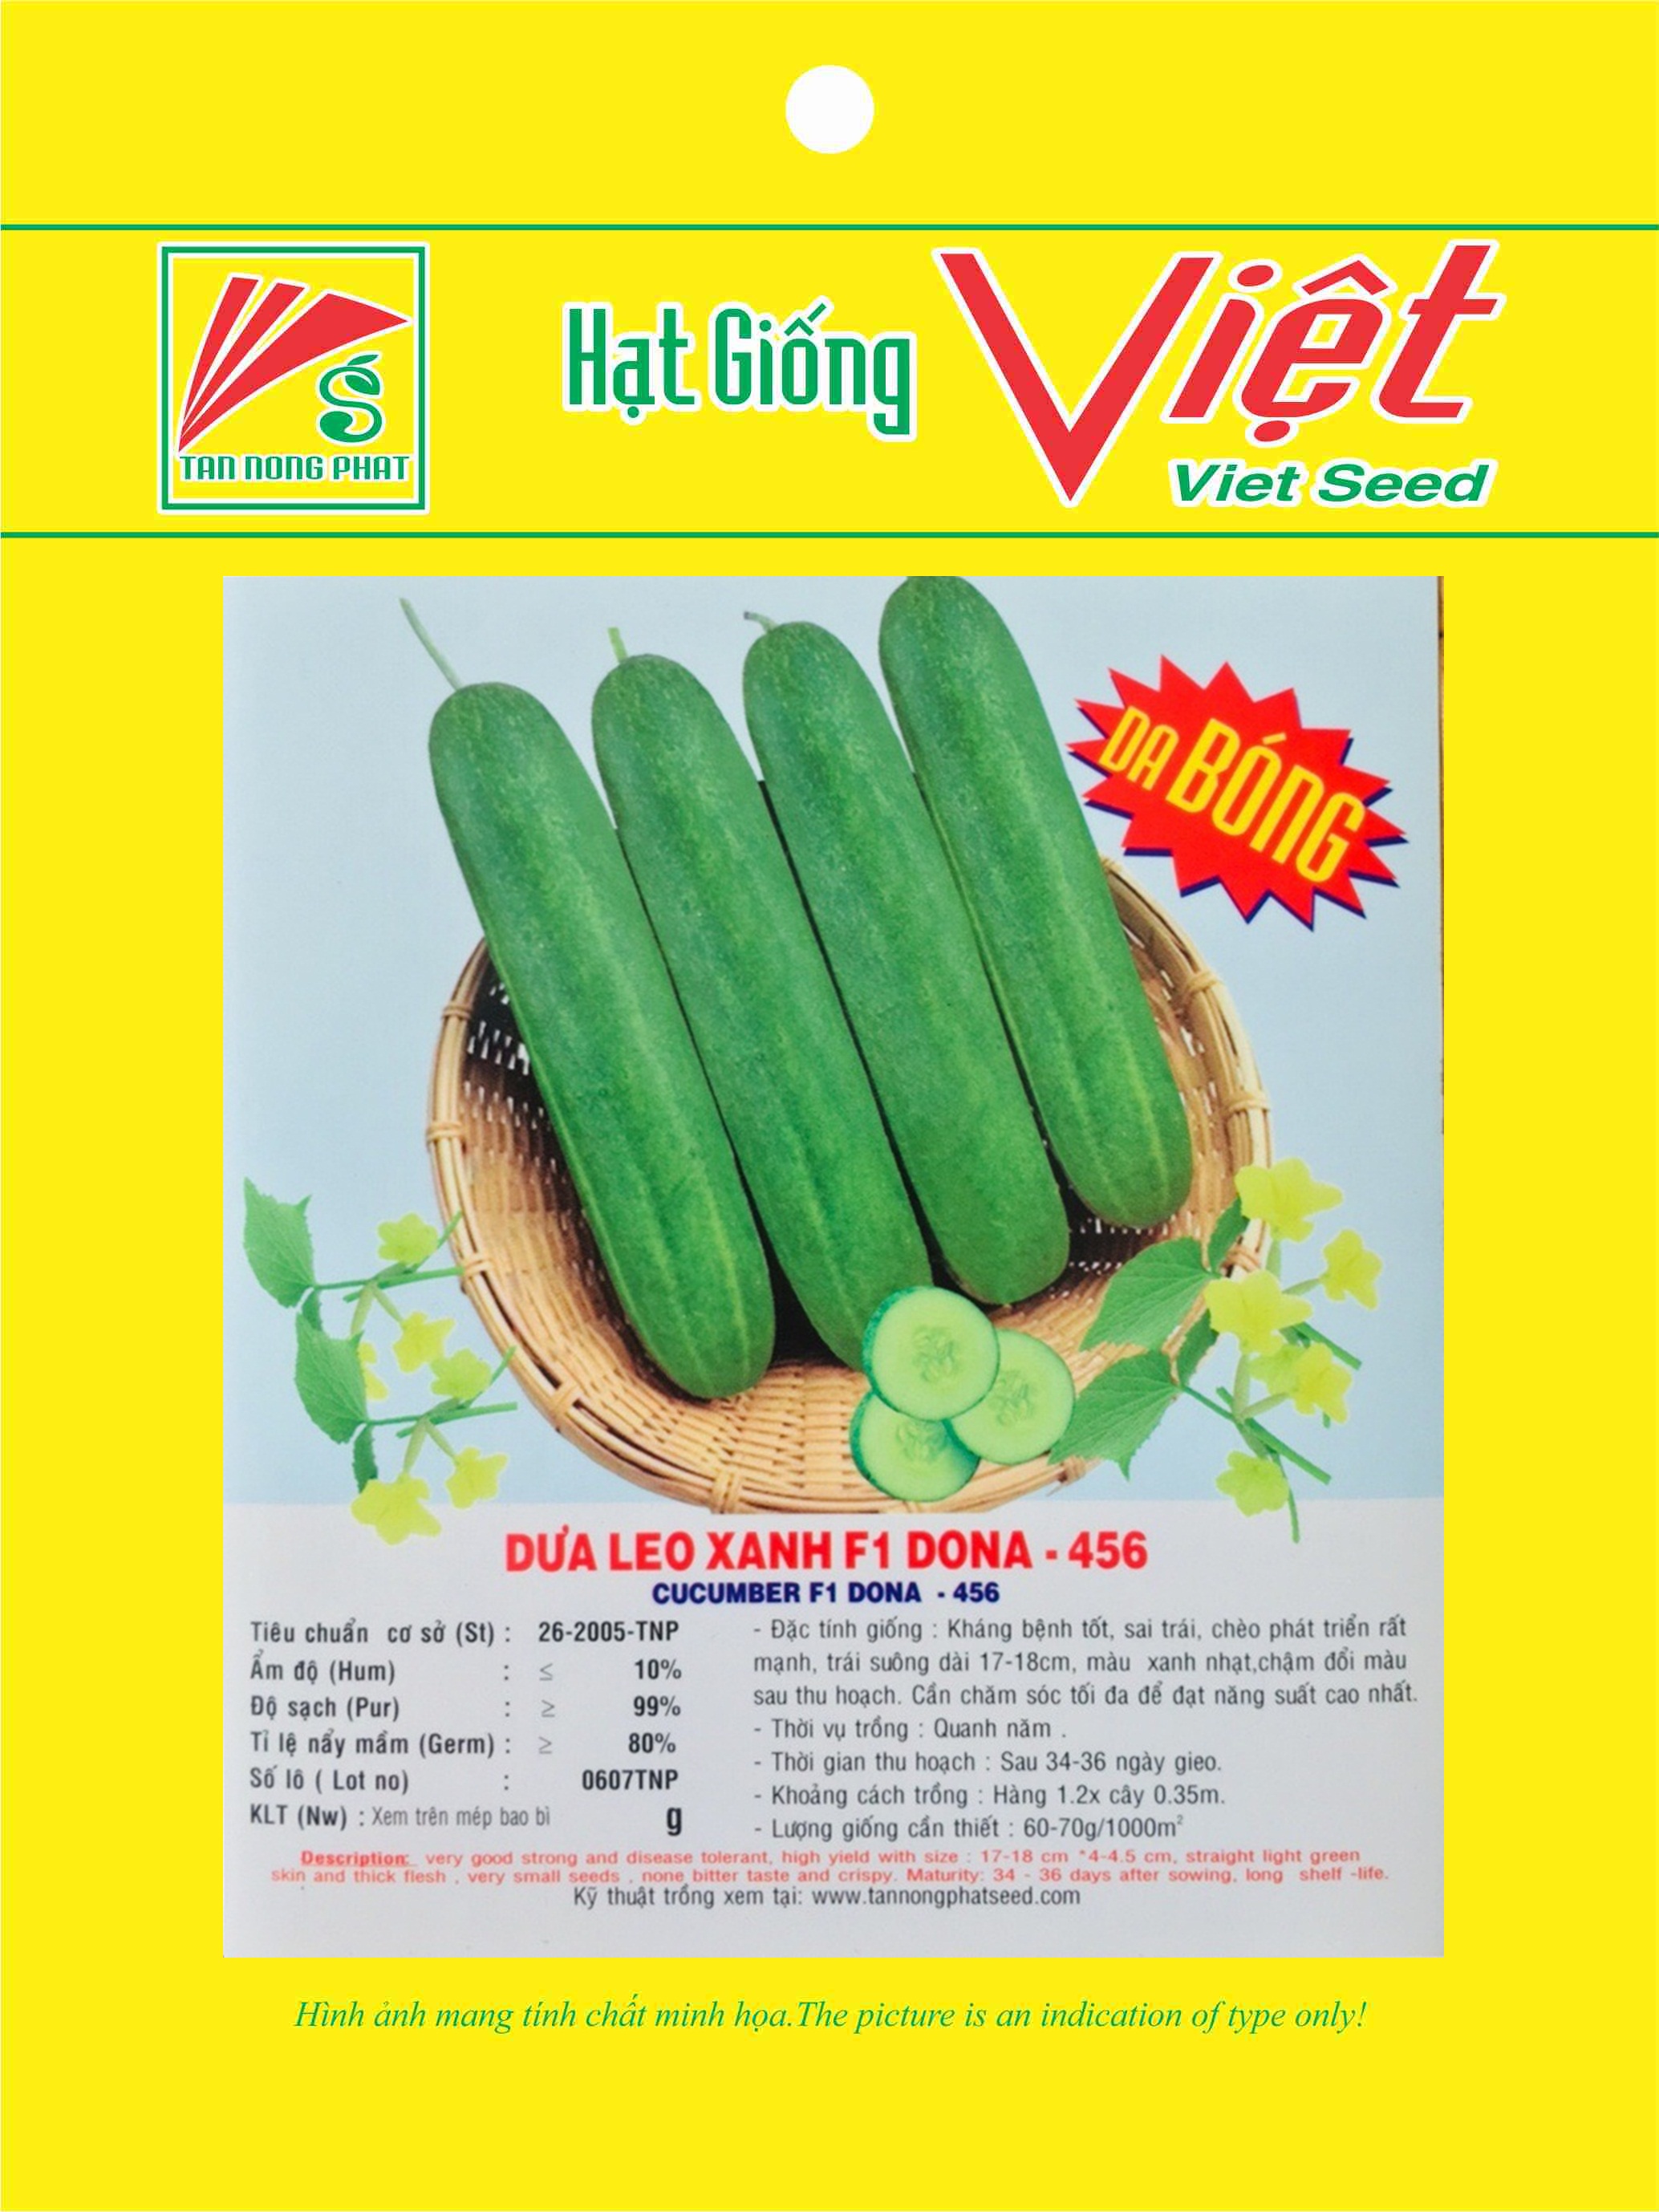 TAN NONG PHAT
Hạt Giống Việt
Viet Seed
DA BÓNG
DƯA LEO XANH F1 DONA - 456
CUCUMBER F1 DONA - 456
Tiêu chuẩn cơ sở (St) : 26-2005-TNP
Ẩm độ (Hum) : ≤ 10%
Độ sạch (Pur) : ≥ 99%
Tỉ lệ nẩy mầm (Germ) : ≥ 80%
Số lô ( Lot no) : 0607TNP
KLT (Nw) : Xem trên mép bao bì g
- Đặc tính giống : Kháng bệnh tốt, sai trái, chèo phát triển rất
mạnh, trái suông dài 17-18cm, màu xanh nhạt,chậm đổi màu
sau thu hoạch. Cần chăm sóc tối đa để đạt năng suất cao nhất.
- Thời vụ trồng : Quanh năm .
- Thời gian thu hoạch : Sau 34-36 ngày gieo.
- Khoảng cách trồng : Hàng 1.2x cây 0.35m.
- Lượng giống cần thiết : 60-70g/1000m²
Description: very good strong and disease tolerant, high yield with size : 17-18 cm *4-4.5 cm, straight light green
skin and thick flesh , very small seeds , none bitter taste and crispy. Maturity: 34 - 36 days after sowing, long shelf -life.
Kỹ thuật trồng xem tại: www.tannongphatseed.com
Hình ảnh mang tính chất minh họa.The picture is an indication of type only!